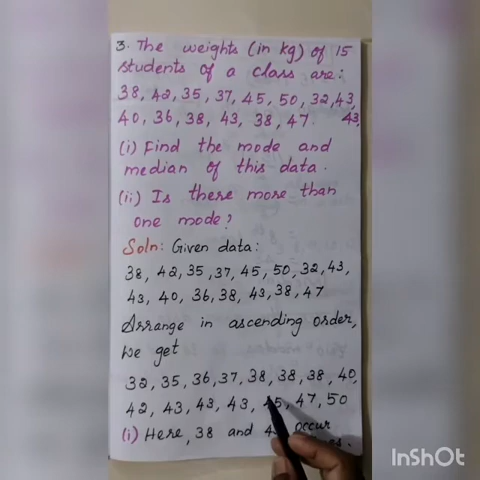 3. The weights (in kg) of 15
students of a class are:
38, 42, 35, 37, 45, 50, 32, 43,
40, 36, 38, 43, 38, 47. 43,
(i) Find the mode and
median of this data.
(ii) Is there more than
one mode?
Soln: Given data:
38, 42, 35, 37, 45, 50, 32, 43,
43, 40, 36, 38, 43, 38, 47
Arrange in ascending order,
we get
32, 35, 36, 37, 38, 38, 38, 40,
42, 43, 43, 43, 45, 47, 50
(i) Here, 38 and occur
InShOt